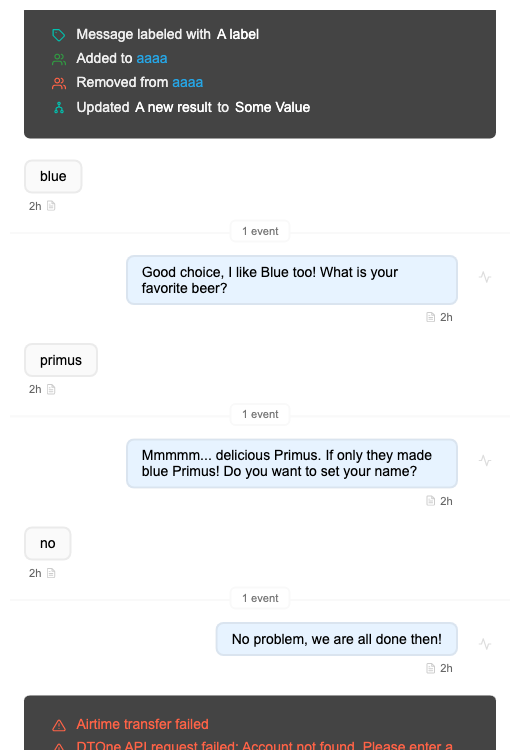 Message labeled with A label
Added to aaaa
Removed from aaaa
Updated A new result to Some Value
blue
2h
1 event
Good choice, I like Blue too! What is your
favorite beer?
2h
primus
2h
1 event
Mmmmm... delicious Primus. If only they made
blue Primus! Do you want to set your name?
2h
no
2h
1 event
No problem, we are all done then!
2h
Airtime transfer failed
DTOne API request failed: Account not found. Please enter a